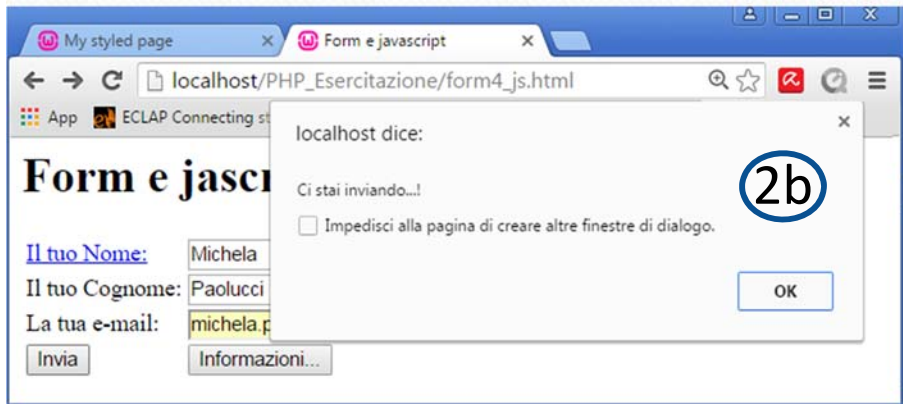 My styled page
Form e javascript
localhost/PHP_Esercitazione/form4_js.html
App ECLAP Connecting st
localhost dice:
Ci stai inviando...!
Impedisci alla pagina di creare altre finestre di dialogo.
OK
2b
Form e jascr
Il tuo Nome: Michela
Il tuo Cognome: Paolucci
La tua e-mail: michela.p
Invia Informazioni...